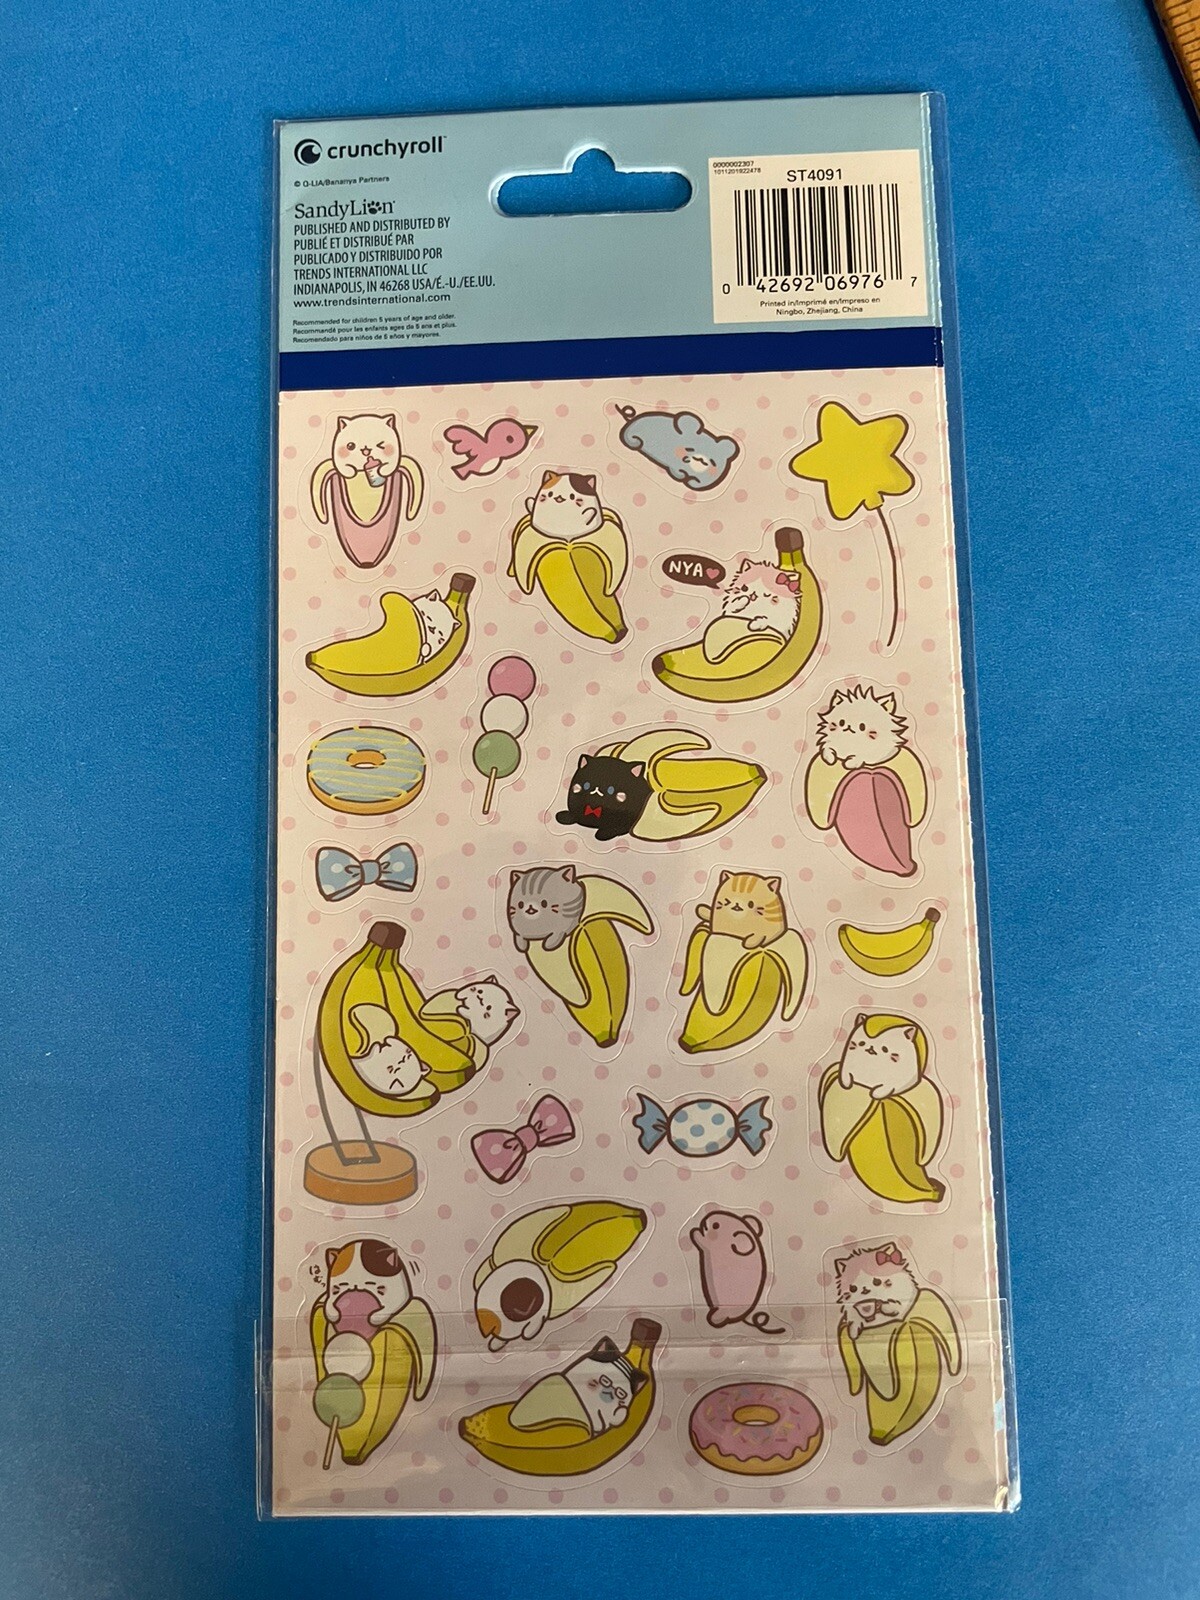 crunchyroll™
© Q-LIA/Bananya Partners
SandyLion®
PUBLISHED AND DISTRIBUTED BY
PUBLIÉ ET DISTRIBUÉ PAR
PUBLICADO Y DISTRIBUIDO POR
TRENDS INTERNATIONAL LLC
INDIANAPOLIS, IN 46268 USA/É.-U./EE.UU.
www.trendsinternational.com
Recommended for children 5 years of age and older.
Recommandé pour les enfants ages de 5 ans et plus.
Recomendado para niños de 5 años y mayores.
0000002307
1011201922478
ST4091
0 42692 06976 7
Printed in/Imprimé en/Impreso en
Ningbo, Zhejiang, China
NYA